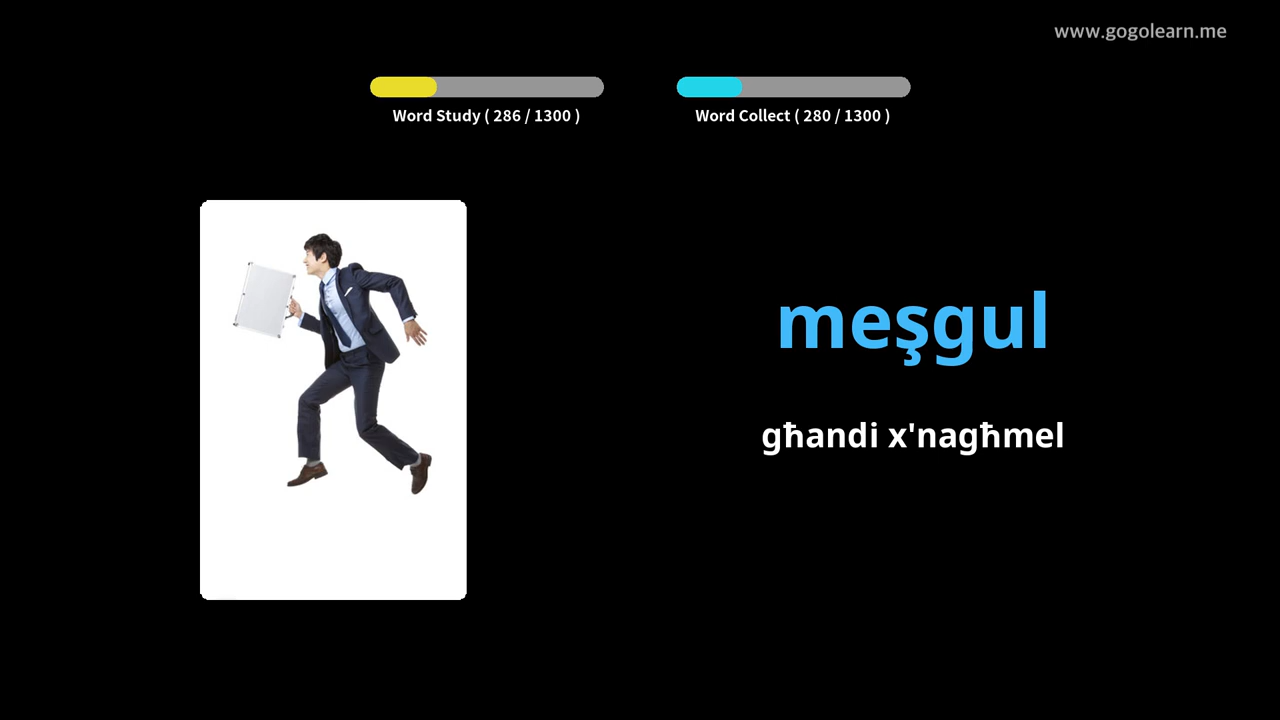 www.gogolearn.me
Word Study ( 286 / 1300 )
Word Collect ( 280 / 1300 )
meşgul
għandi x'nagħmel